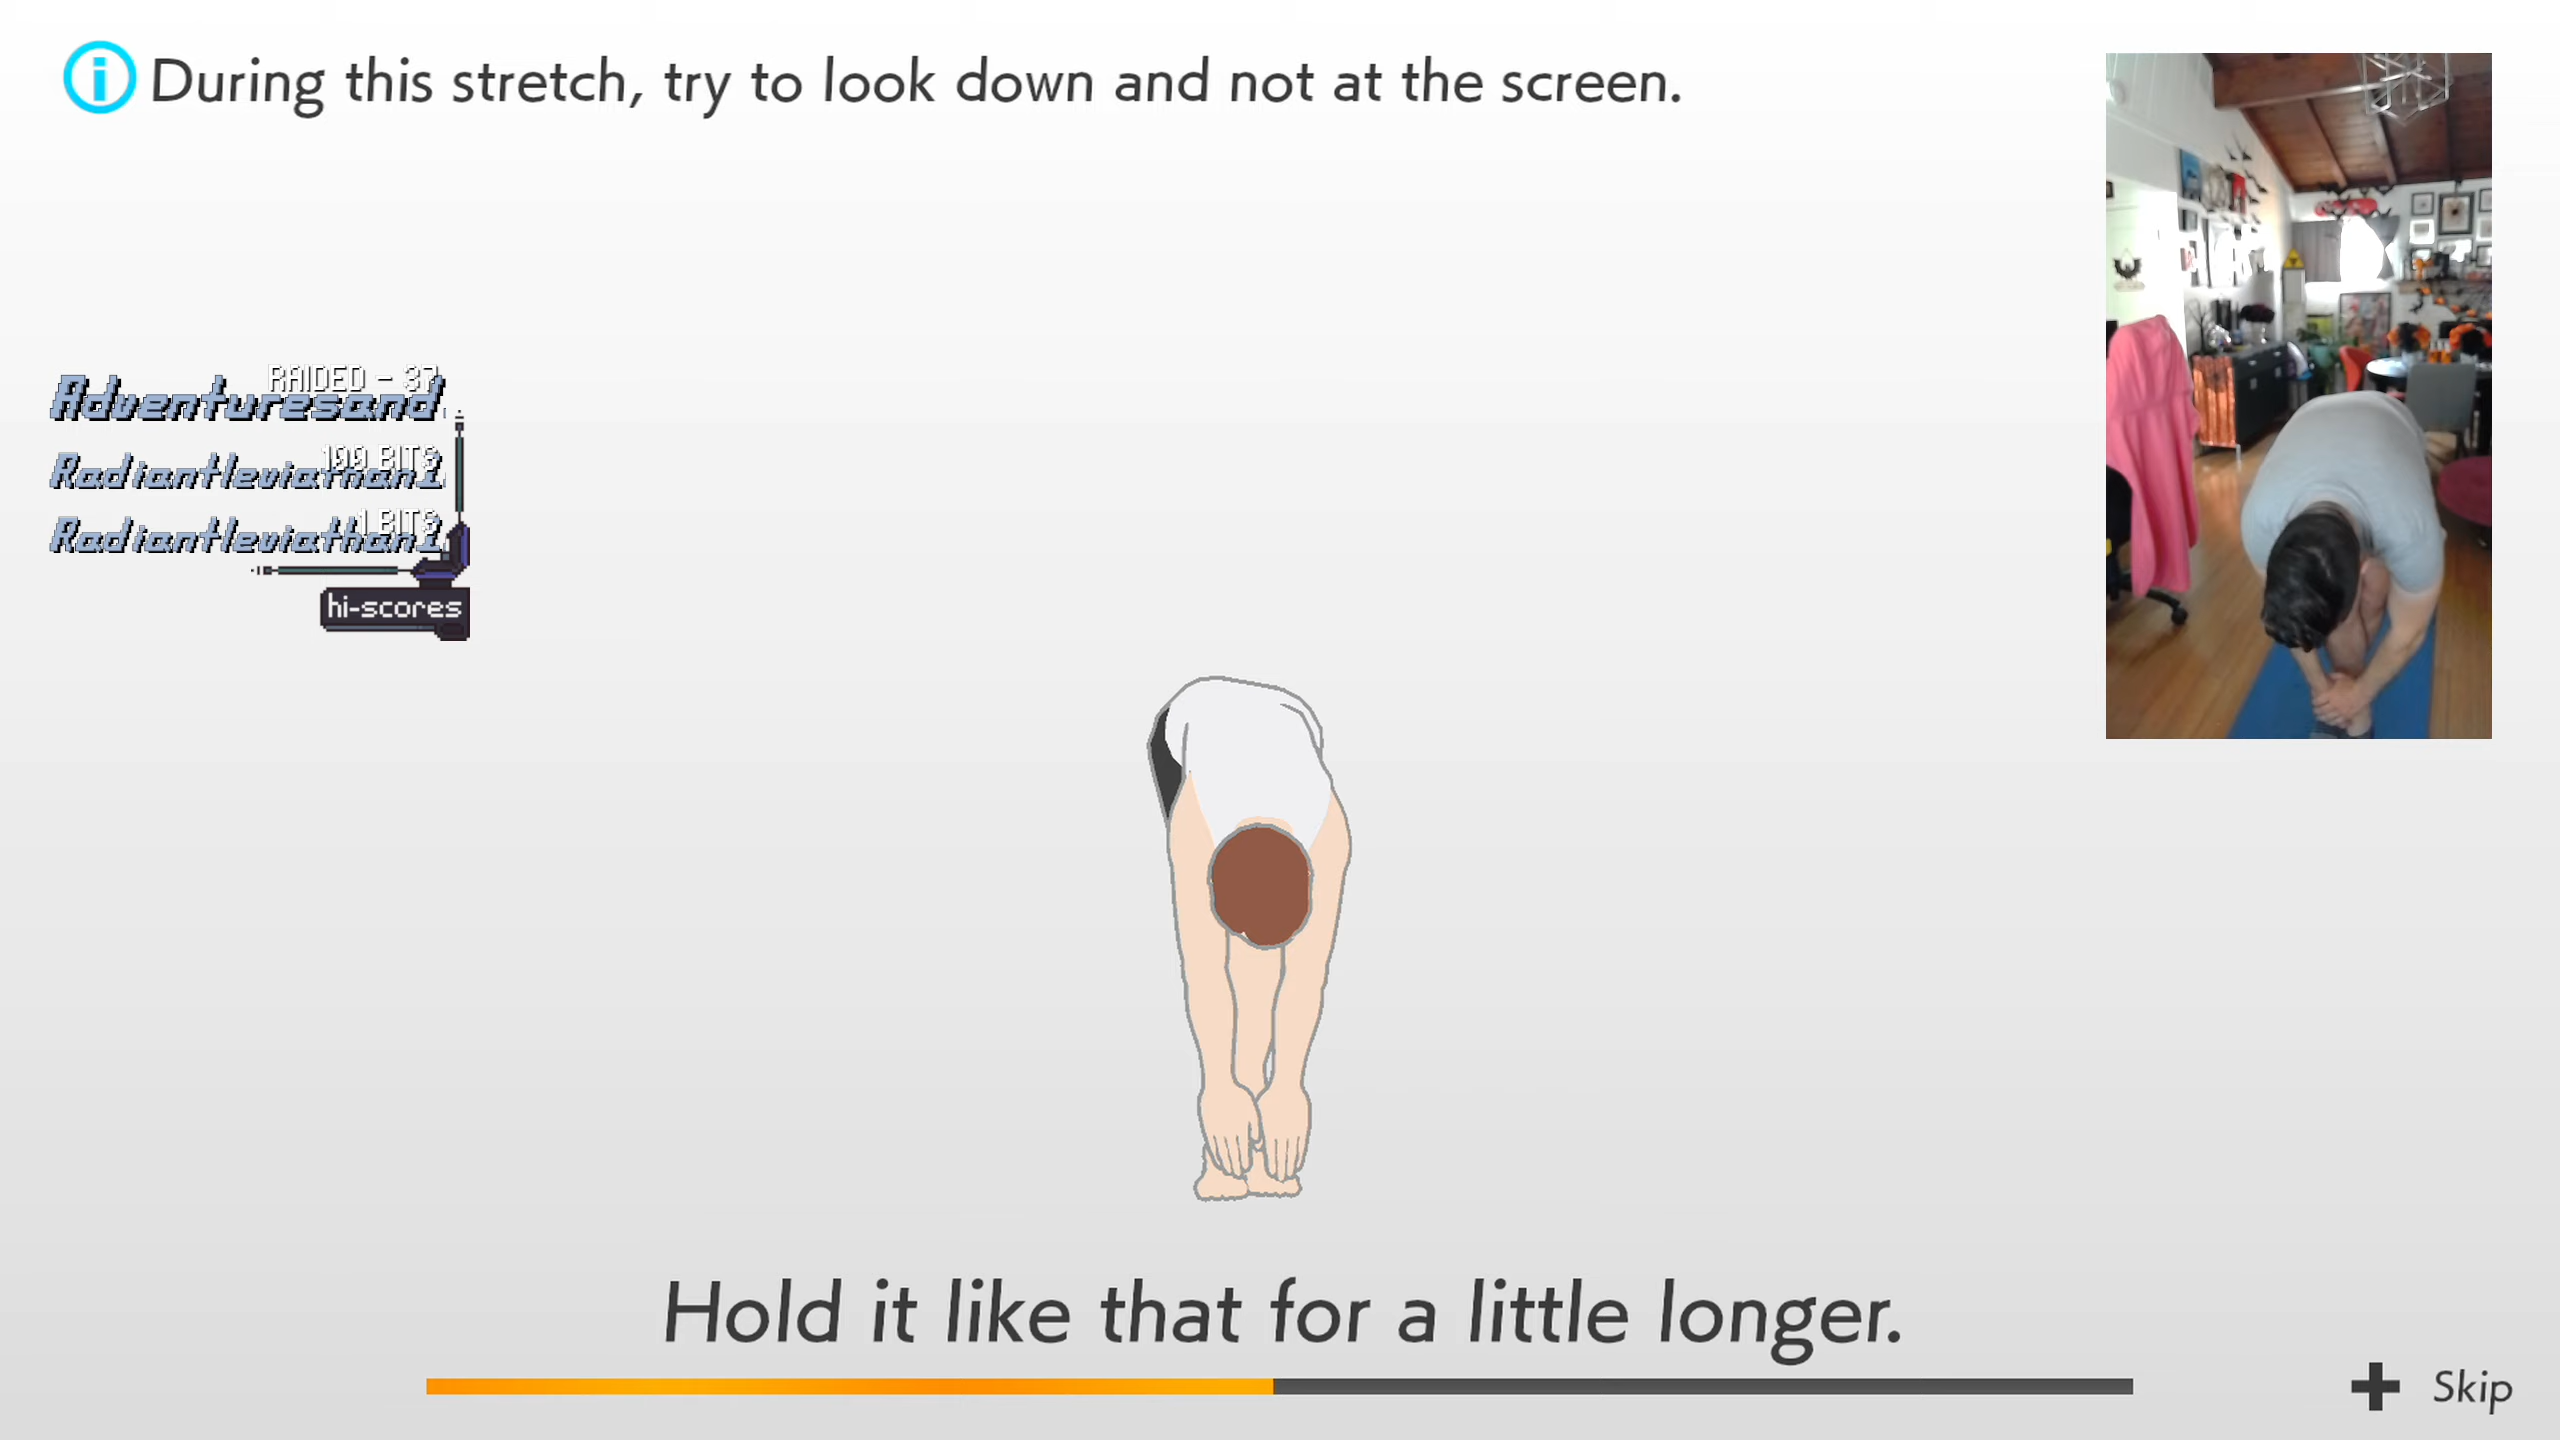 During this stretch, try to look down and not at the screen.
RAIDED - 37
Adventuresand
100 BITS
Radiantleviathan1
1 BITS
Radiantleviathan1
hi-scores
Hold it like that for a little longer.
Skip